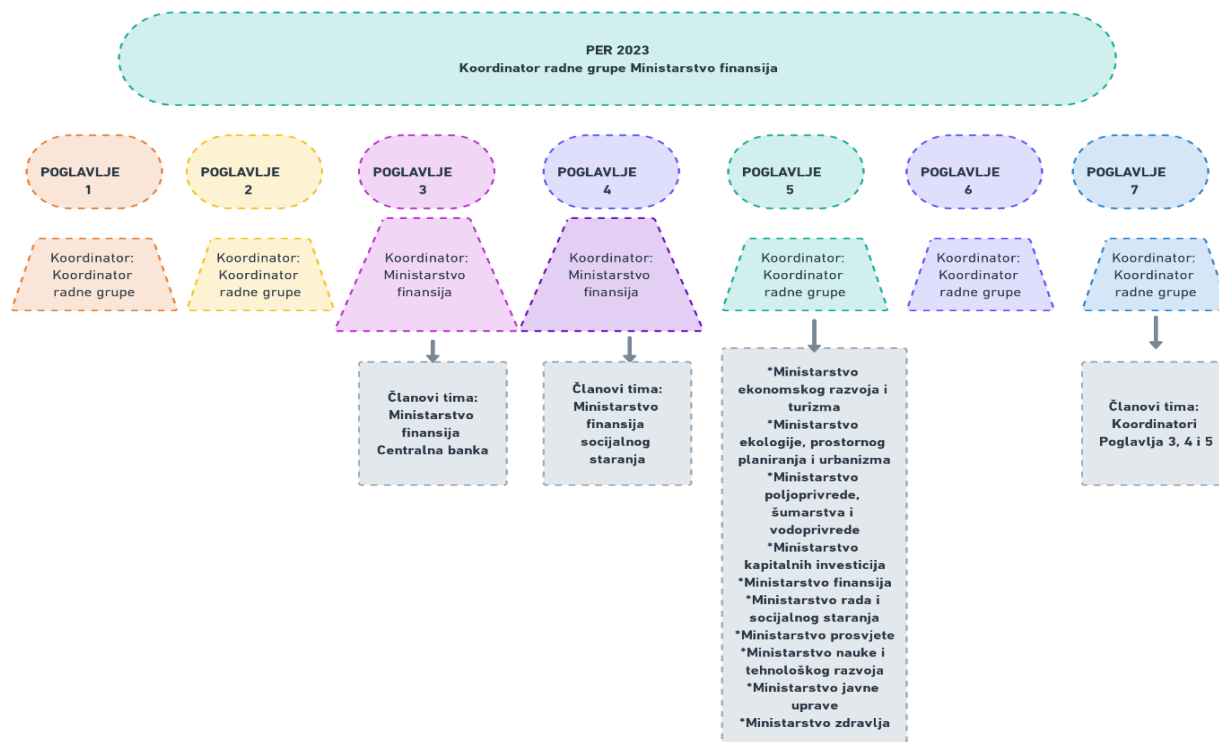 PER 2023
Koordinator radne grupe Ministarstvo finansija
POGLAVLJE
1
POGLAVLJE
2
POGLAVLJE
3
POGLAVLJE
4
POGLAVLJE
5
POGLAVLJE
6
POGLAVLJE
7
Koordinator:
Koordinator
radne grupe
Koordinator:
Koordinator
radne grupe
Koordinator:
Ministarstvo
finansija
Koordinator:
Ministarstvo
finansija
Koordinator:
Koordinator
radne grupe
Koordinator:
Koordinator
radne grupe
Koordinator:
Koordinator
radne grupe
Članovi tima:
Ministarstvo
finansija
Centralna banka
Članovi tima:
Ministarstvo
finansija
socijalnog
staranja
*Ministarstvo
ekonomskog razvoja i
turizma
*Ministarstvo
ekologije, prostornog
planiranja i urbanizma
*Ministarstvo
poljoprivrede,
šumarstva i
vodoprivrede
*Ministarstvo
kapitalnih investicija
*Ministarstvo finansija
*Ministarstvo rada i
socijalnog staranja
*Ministarstvo prosvjete
*Ministarstvo nauke i
tehnološkog razvoja
*Ministarstvo javne
uprave
*Ministarstvo zdravlja
Članovi tima:
Koordinatori
Poglavlja 3, 4 i 5